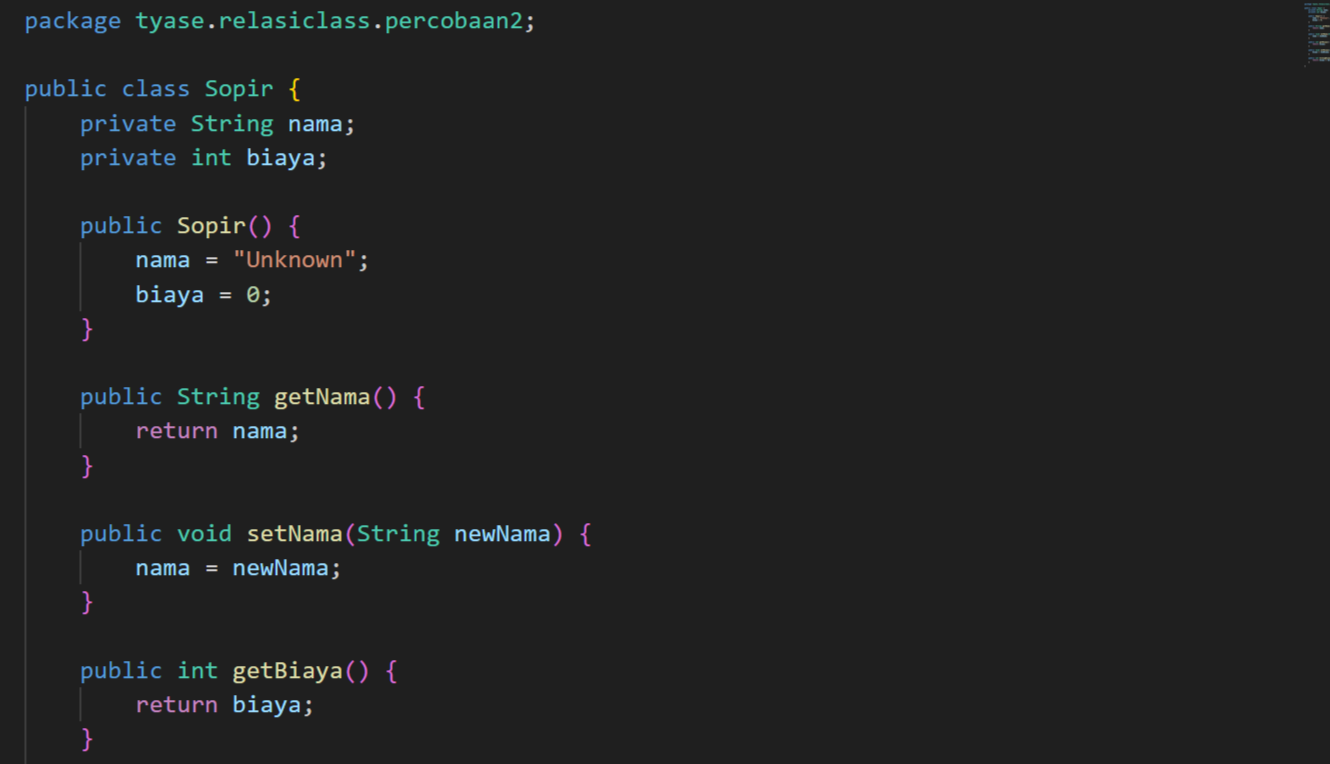 package tyase.relasiclass.percobaan2;
public class Sopir {
private String nama;
private int biaya;
public Sopir() {
nama = "Unknown";
biaya = 0;
}
public String getNama() {
return nama;
}
public void setNama(String newNama) {
nama = newNama;
}
public int getBiaya() {
return biaya;
}